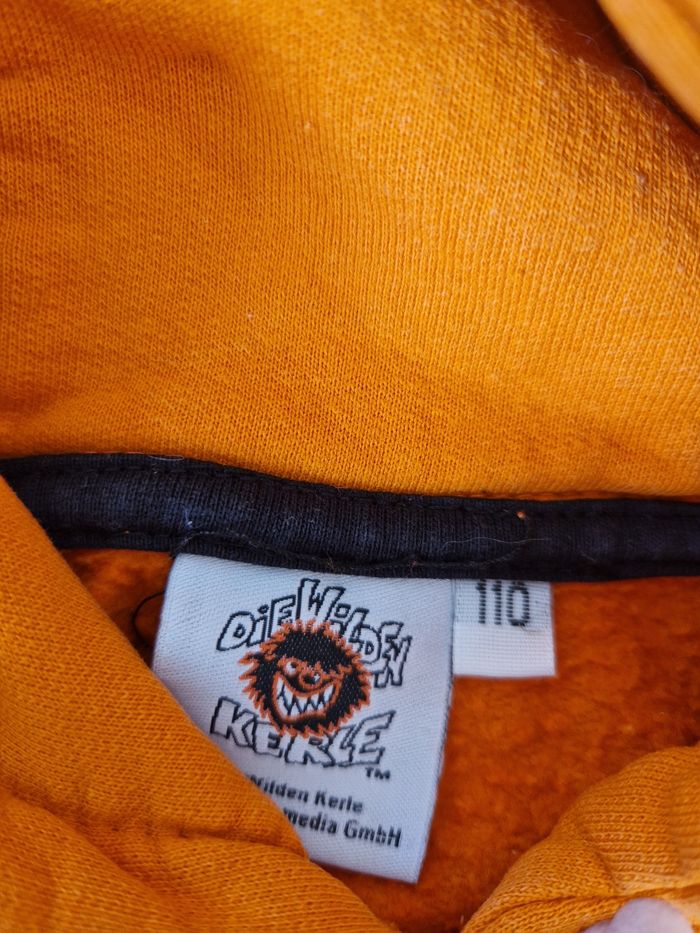 DIE WILDEN
KERLE
TM
Wilden Kerle
media GmbH
110